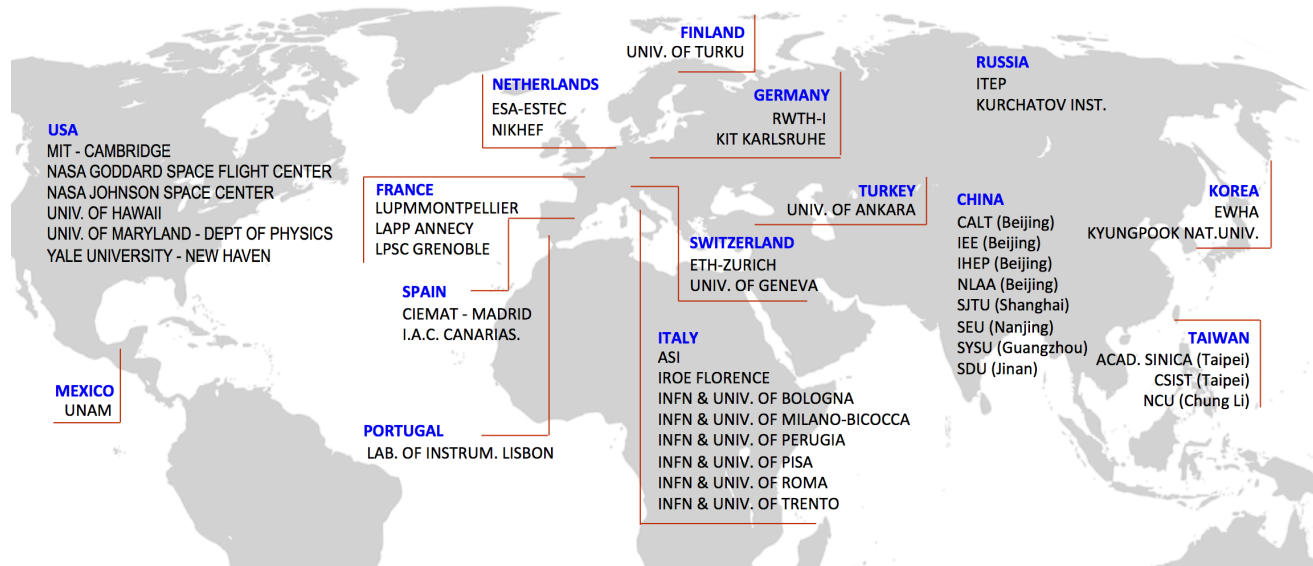 FINLAND
UNIV. OF TURKU
NETHERLANDS
ESA-ESTEC
NIKHEF
GERMANY
RWTH-I
KIT KARLSRUHE
RUSSIA
ITEP
KURCHATOV INST.
USA
MIT - CAMBRIDGE
NASA GODDARD SPACE FLIGHT CENTER
NASA JOHNSON SPACE CENTER
UNIV. OF HAWAII
UNIV. OF MARYLAND - DEPT OF PHYSICS
YALE UNIVERSITY - NEW HAVEN
FRANCE
LUPMMONTPELLIER
LAPP ANNECY
LPSC GRENOBLE
TURKEY
UNIV. OF ANKARA
CHINA
CALT (Beijing)
IEE (Beijing)
IHEP (Beijing)
NLAA (Beijing)
SJTU (Shanghai)
SEU (Nanjing)
SYSU (Guangzhou)
SDU (Jinan)
KOREA
EWHA
KYUNGPOOK NAT.UNIV.
SWITZERLAND
ETH-ZURICH
UNIV. OF GENEVA
SPAIN
CIEMAT - MADRID
I.A.C. CANARIAS.
ITALY
ASI
IROE FLORENCE
INFN & UNIV. OF BOLOGNA
INFN & UNIV. OF MILANO-BICOCCA
INFN & UNIV. OF PERUGIA
INFN & UNIV. OF PISA
INFN & UNIV. OF ROMA
INFN & UNIV. OF TRENTO
TAIWAN
ACAD. SINICA (Taipei)
CSIST (Taipei)
NCU (Chung Li)
MEXICO
UNAM
PORTUGAL
LAB. OF INSTRUM. LISBON